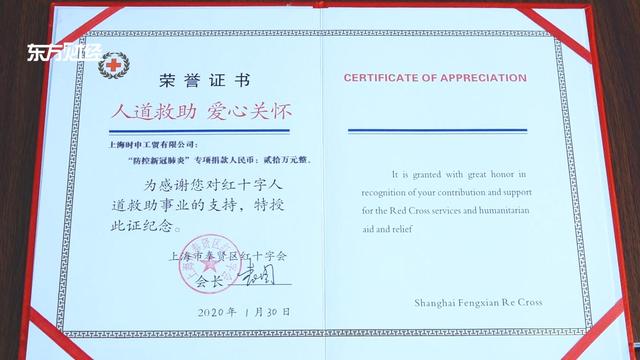 东方财经
荣誉证书
人道救助 爱心关怀
上海时申工贸有限公司：
“防控新冠肺炎”专项捐款人民币：贰拾万元整。
为感谢您对红十字人
道救助事业的支持，特授
此证纪念。
上海市奉贤区红十字会
会长
2020年 1月30日
CERTIFICATE OF APPRECIATION
It is granted with great honor in
recognition of your contribution and support
for the Red Cross services and humanitarian
aid and relief
Shanghai Fengxian Re Cross